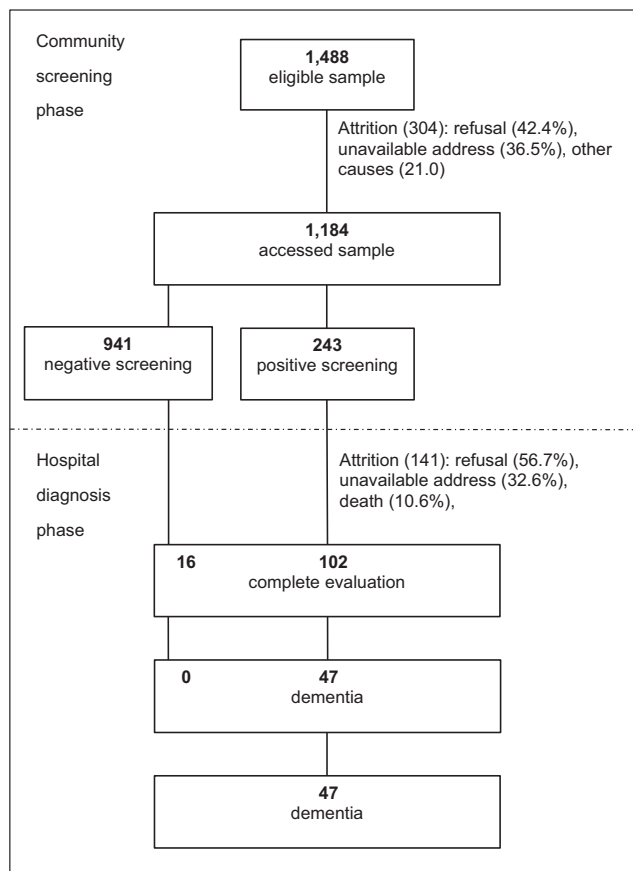 Community
screening
phase
1,488
eligible sample
Attrition (304): refusal (42.4%),
unavailable address (36.5%), other
causes (21.0)
1,184
accessed sample
941
negative screening
243
positive screening
Hospital
diagnosis
phase
Attrition (141): refusal (56.7%),
unavailable address (32.6%),
death (10.6%),
16 102
complete evaluation
0 47
dementia
47
dementia